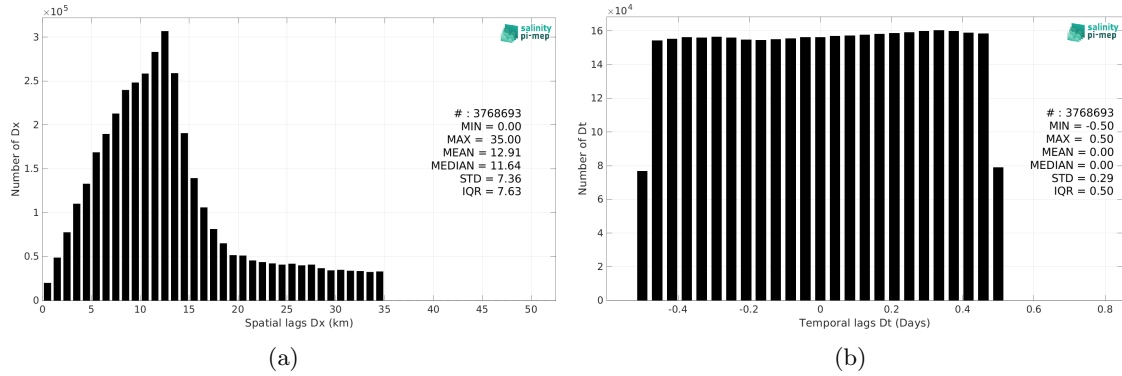 ×10⁵
3
2.5
2
1.5
1
0.5
0
Number of Dx
0 5 10 15 20 25 30 35 40 45 50
Spatial lags Dx (km)
salinity
pi-mep
# : 3768693
MIN = 0.00
MAX = 35.00
MEAN = 12.91
MEDIAN = 11.64
STD = 7.36
IQR = 7.63
(a)
×10⁴
16
14
12
10
8
6
4
2
0
Number of Dt
-0.4 -0.2 0 0.2 0.4 0.6 0.8
Temporal lags Dt (Days)
salinity
pi-mep
# : 3768693
MIN = -0.50
MAX = 0.50
MEAN = 0.00
MEDIAN = 0.00
STD = 0.29
IQR = 0.50
(b)